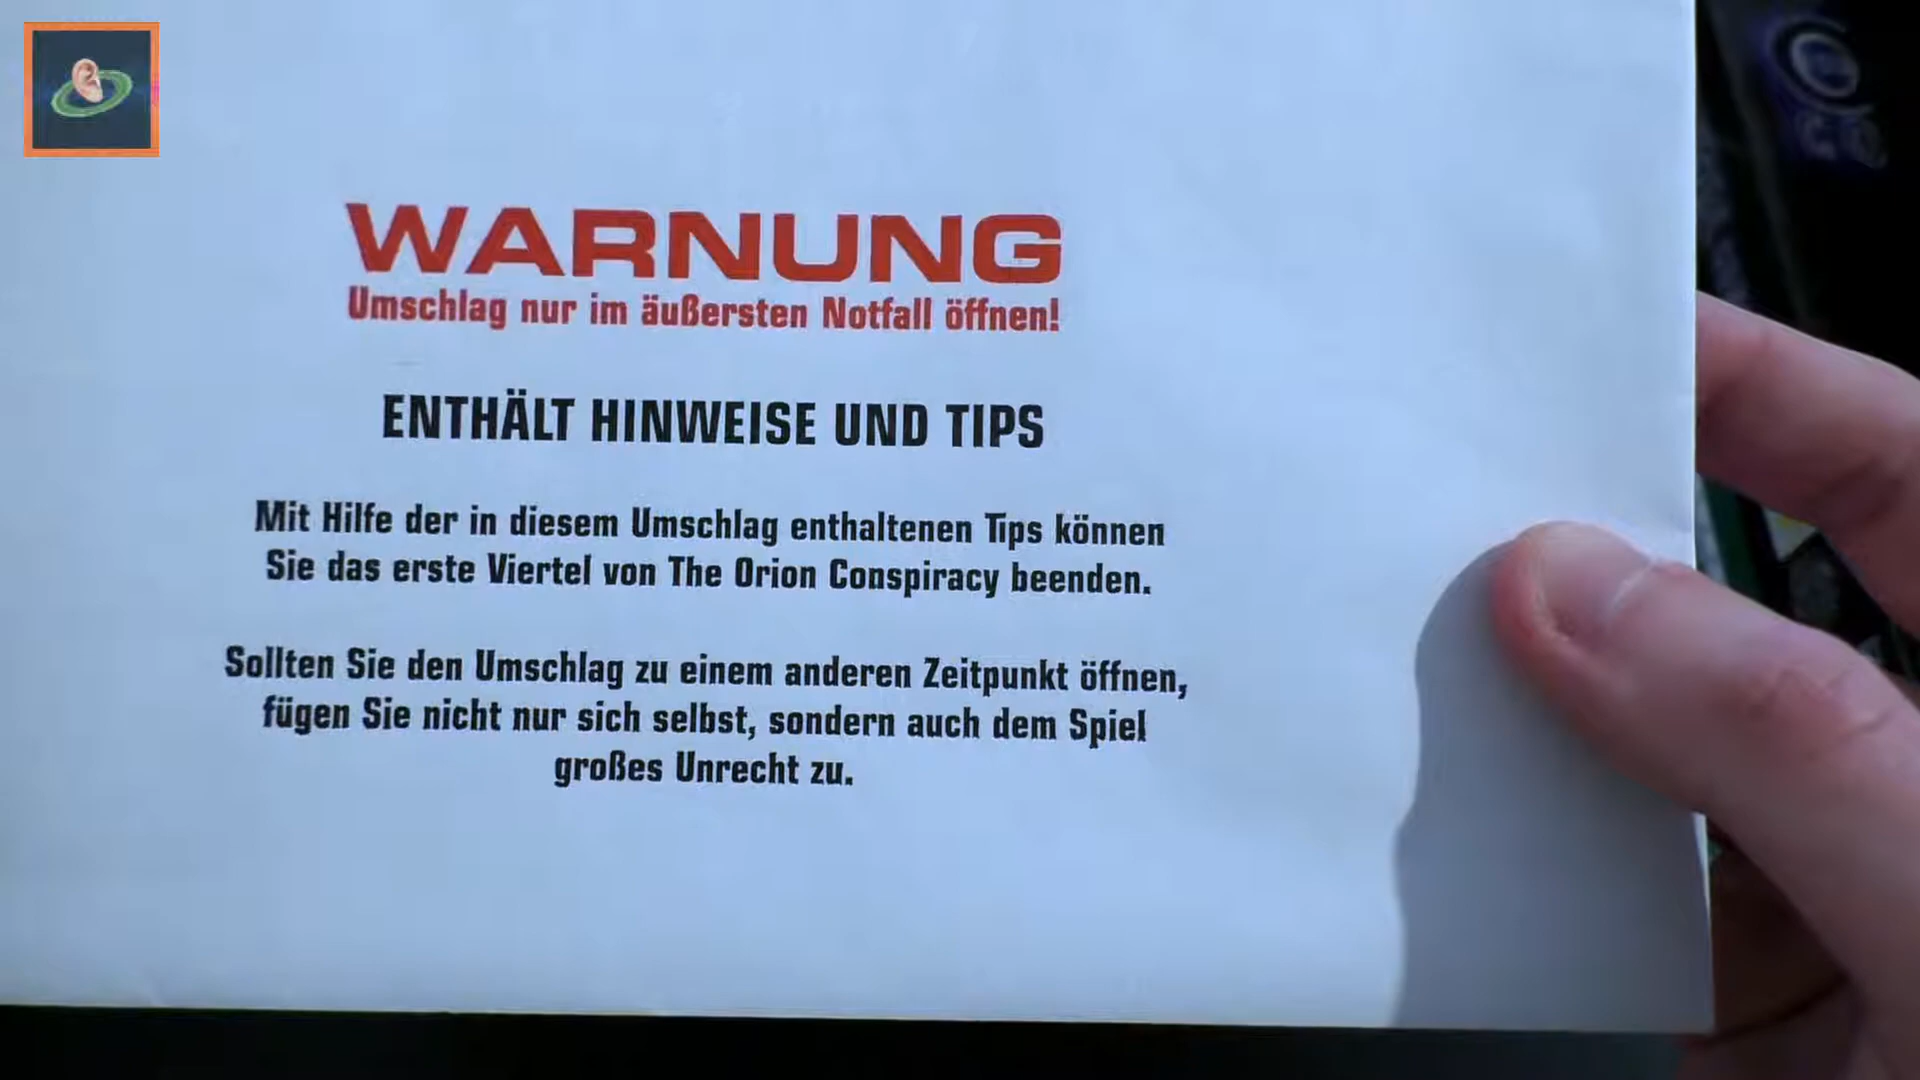 WARNUNG
Umschlag nur im äußersten Notfall öffnen!
ENTHÄLT HINWEISE UND TIPS
Mit Hilfe der in diesem Umschlag enthaltenen Tips können
Sie das erste Viertel von The Orion Conspiracy beenden.
Sollten Sie den Umschlag zu einem anderen Zeitpunkt öffnen,
fügen Sie nicht nur sich selbst, sondern auch dem Spiel
großes Unrecht zu.